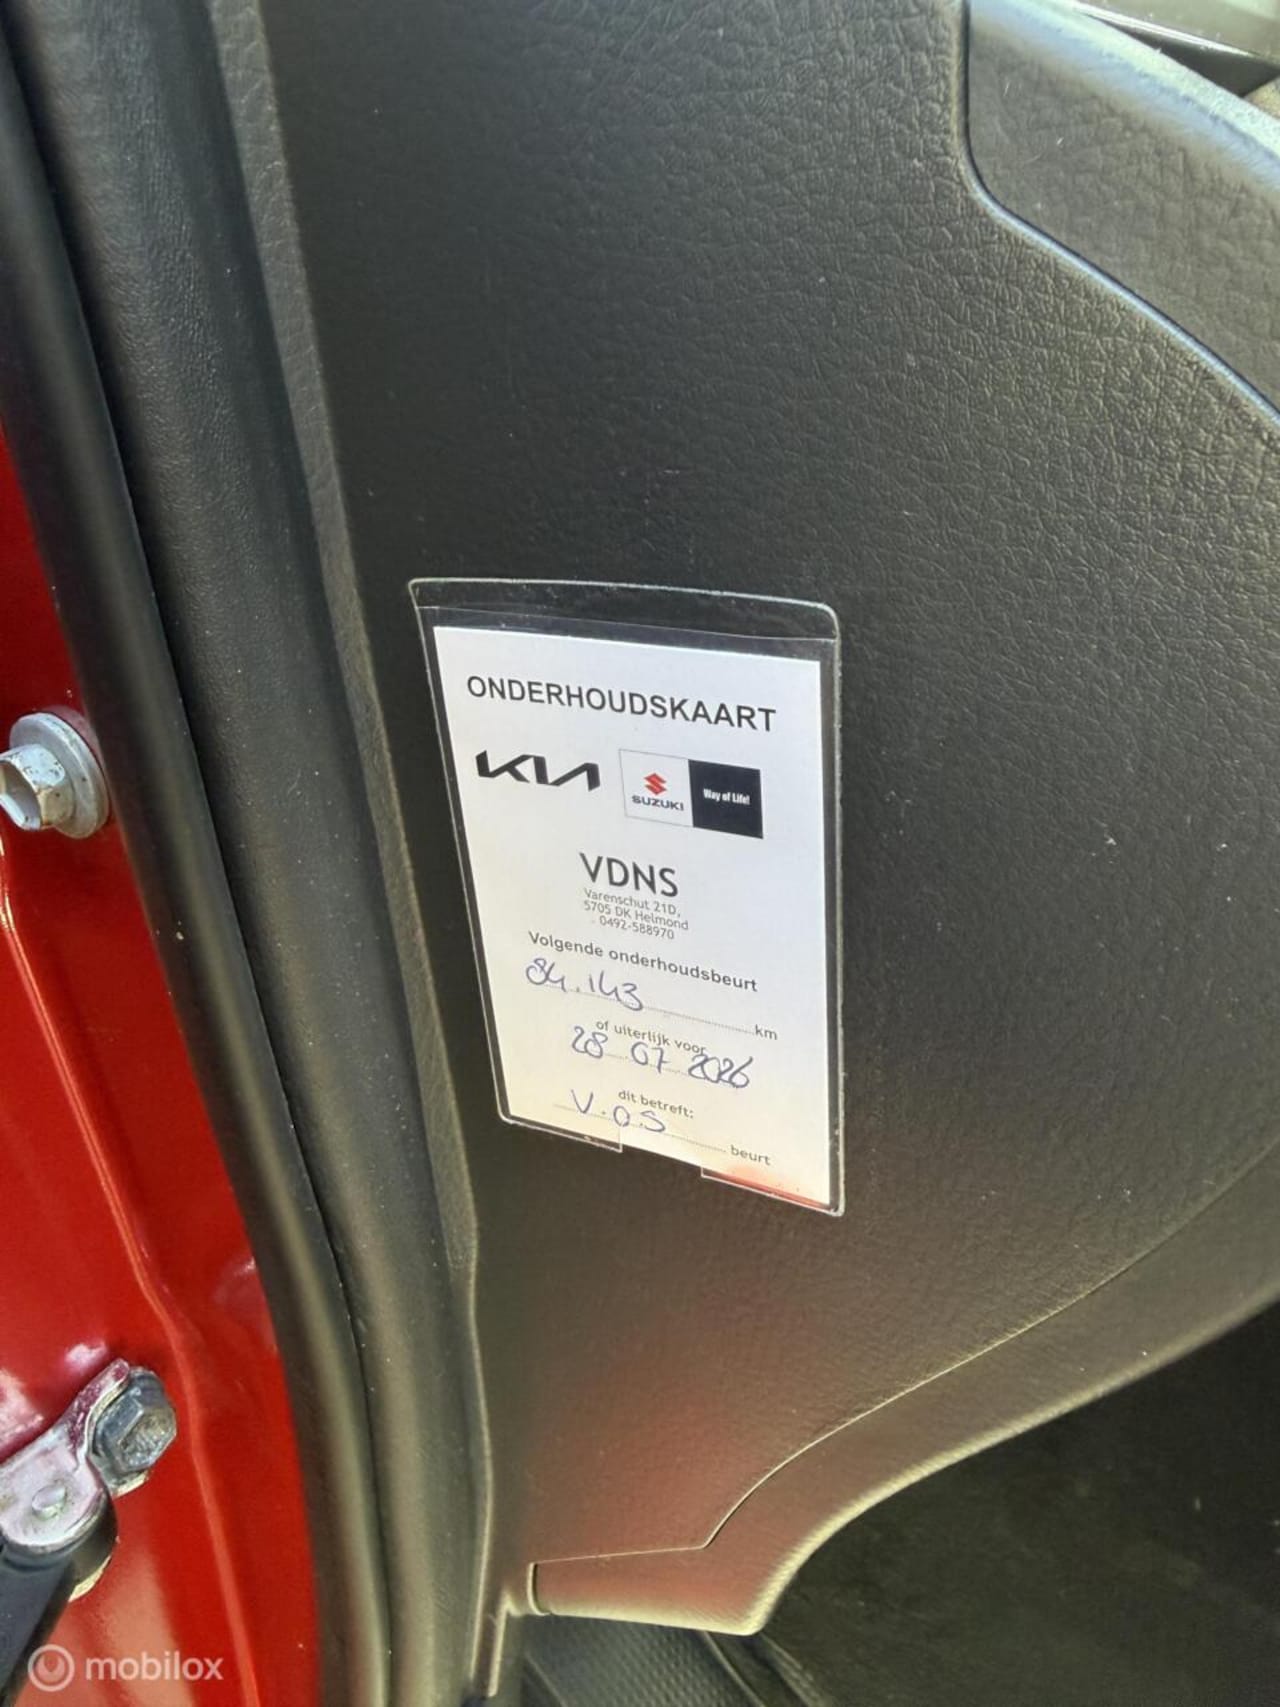 ONDERHOUDSKAART
KIA SUZUKI Way of Life!
VDNS
Varenschut 21D,
5705 DK Helmond
0492-588970
Volgende onderhoudsbeurt
84.143 km
of uiterlijk voor
28 07 2026
dit betreft:
V.O.S beurt
mobilox